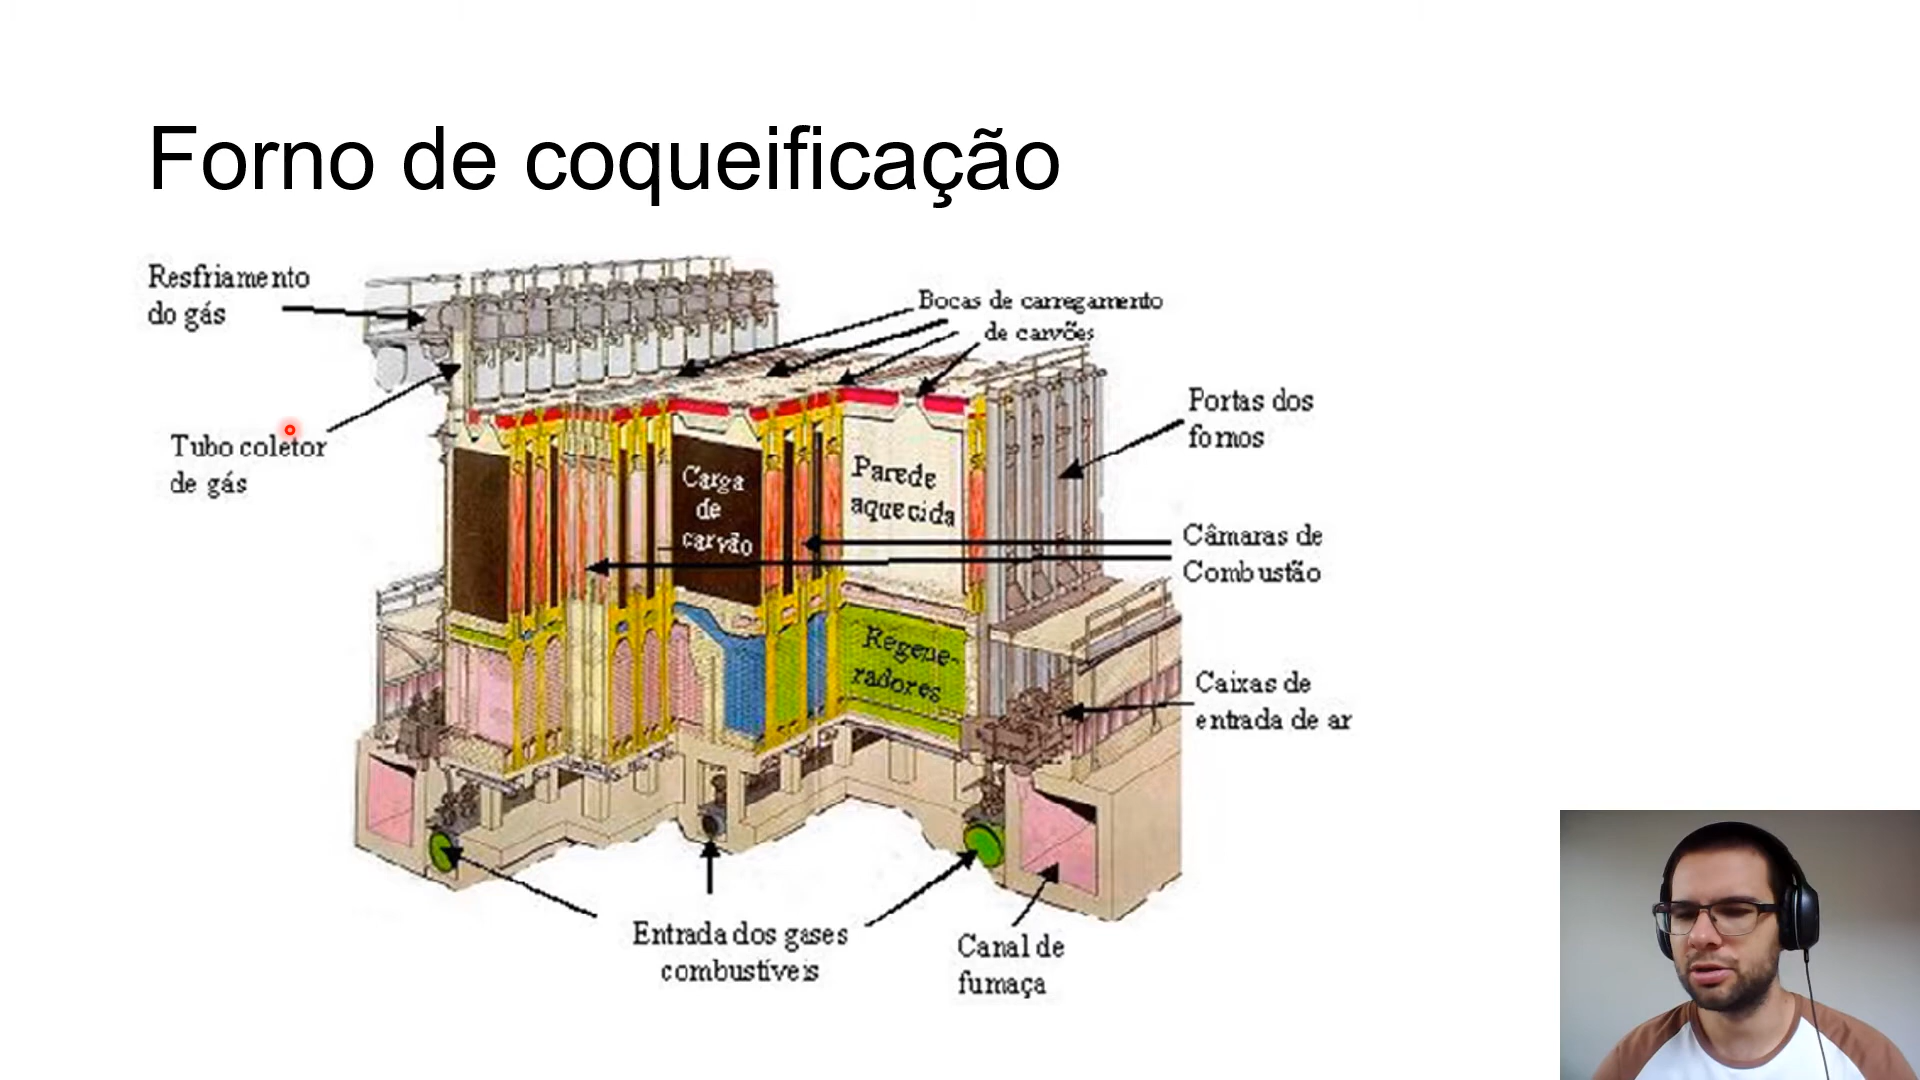 Forno de coqueificação
Resfriamento
do gás
Bocas de carregamento
de carvões
Portas dos
fornos
Tubo coletor
de gás
Carga
de
carvão
Parede
aquecida
Câmaras de
Combustão
Regene-
radores
Caixas de
entrada de ar
Entrada dos gases
combustíveis
Canal de
fumaça